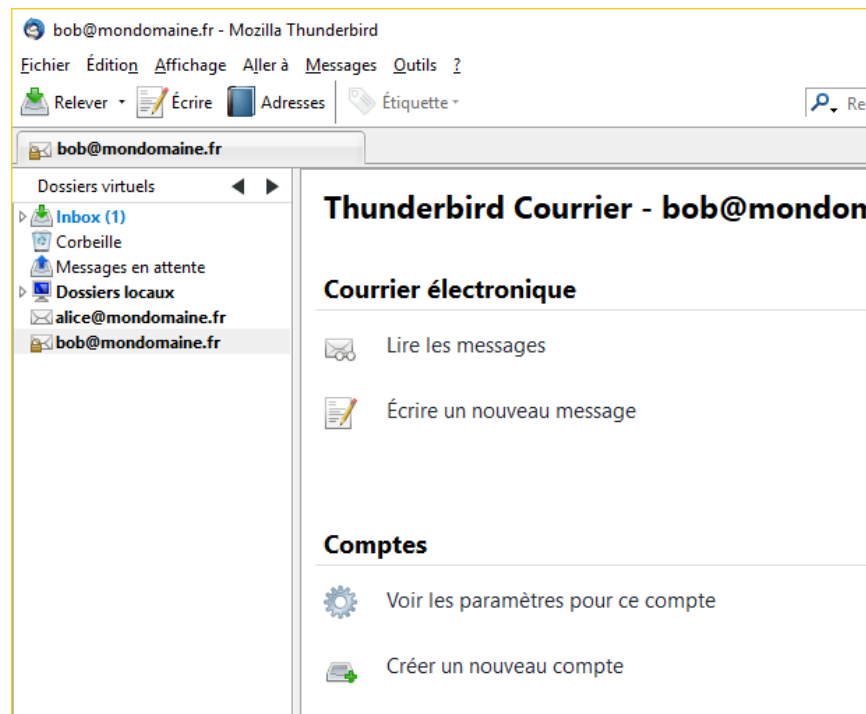 bob@mondomaine.fr - Mozilla Thunderbird
Fichier Édition Affichage Aller à Messages Outils ?
Relever Écrire Adresses Étiquette Re
bob@mondomaine.fr
Dossiers virtuels
Inbox (1)
Corbeille
Messages en attente
Dossiers locaux
alice@mondomaine.fr
bob@mondomaine.fr
Thunderbird Courrier - bob@mondon
Courrier électronique
Lire les messages
Écrire un nouveau message
Comptes
Voir les paramètres pour ce compte
Créer un nouveau compte